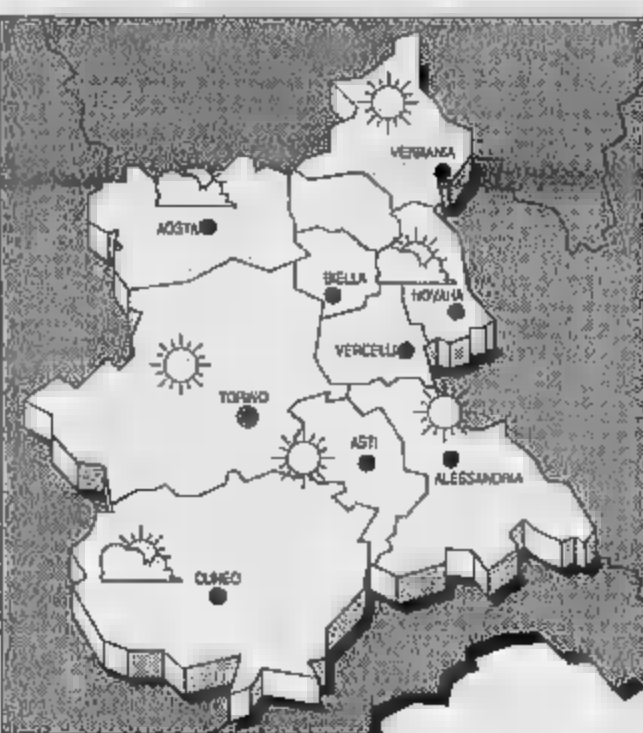 VERBANIA
AOSTA
BIELLA
NOVARA
VERCELLI
TORINO
ASTI
ALESSANDRIA
CUNEO